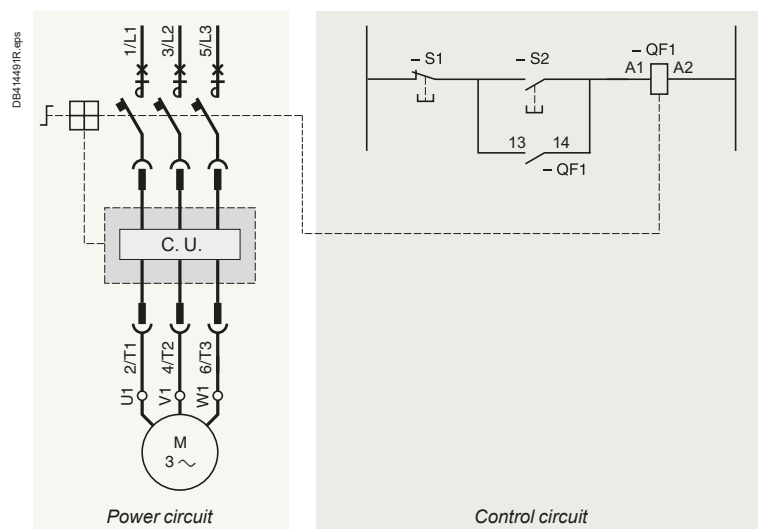 DB414491R.eps
1/L1
3/L2
5/L3
C. U.
2/T1
4/T2
6/T3
U1
V1
W1
M
3 ~
Power circuit
– S1
– S2
– QF1
A1
A2
13
14
– QF1
Control circuit